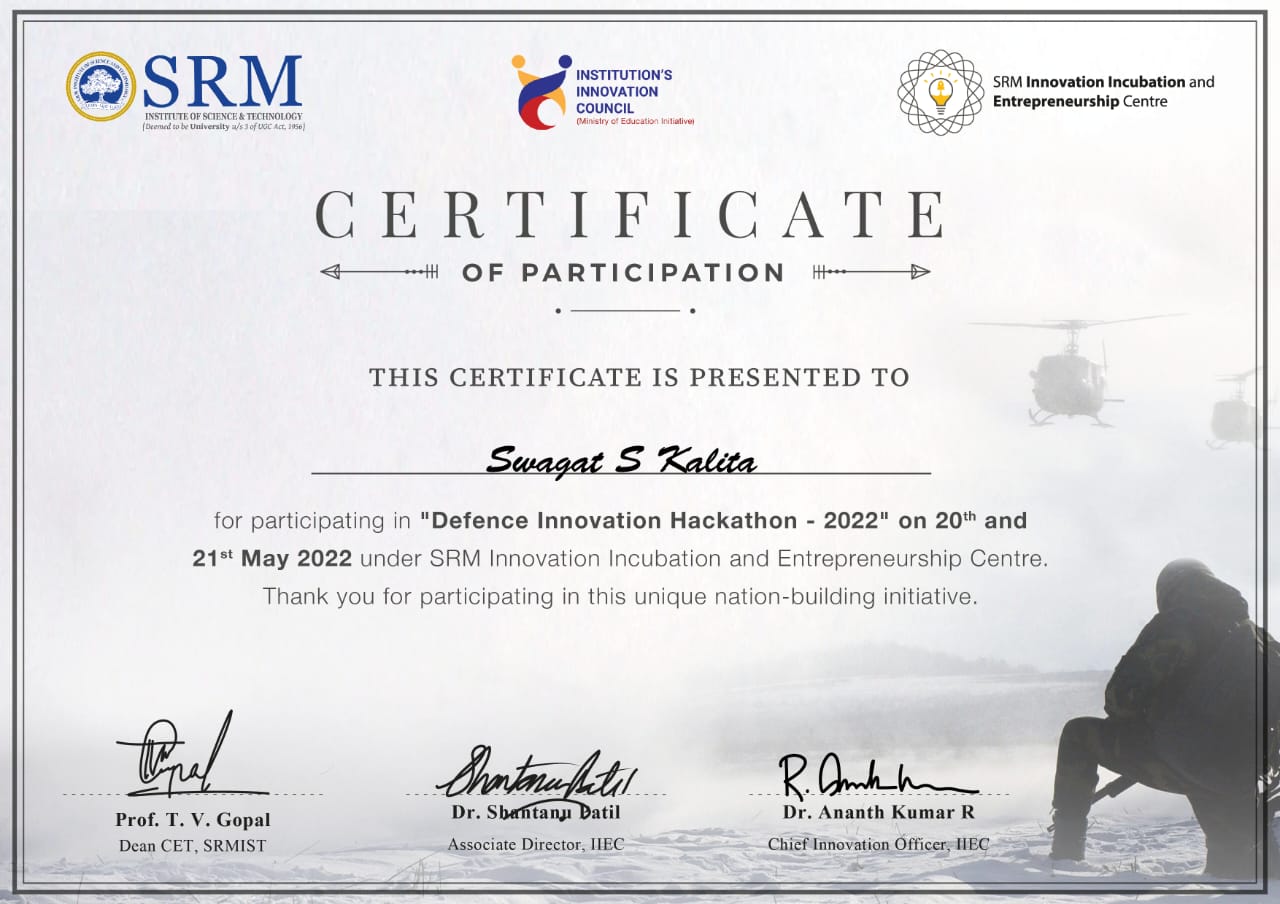 SRM
INSTITUTE OF SCIENCE & TECHNOLOGY
(Deemed to be University u/s 3 of UGC Act, 1956)
INSTITUTION'S
INNOVATION
COUNCIL
(Ministry of Education Initiative)
SRM Innovation Incubation and
Entrepreneurship Centre
CERTIFICATE
OF PARTICIPATION
THIS CERTIFICATE IS PRESENTED TO
Swagat S Kalita
for participating in "Defence Innovation Hackathon - 2022" on 20th and
21st May 2022 under SRM Innovation Incubation and Entrepreneurship Centre.
Thank you for participating in this unique nation-building initiative.
Shantanu Patil
Prof. T. V. Gopal
Dean CET, SRMIST
Dr. Shantanu Patil
Associate Director, IIEC
Dr. Ananth Kumar R
Chief Innovation Officer, IIEC